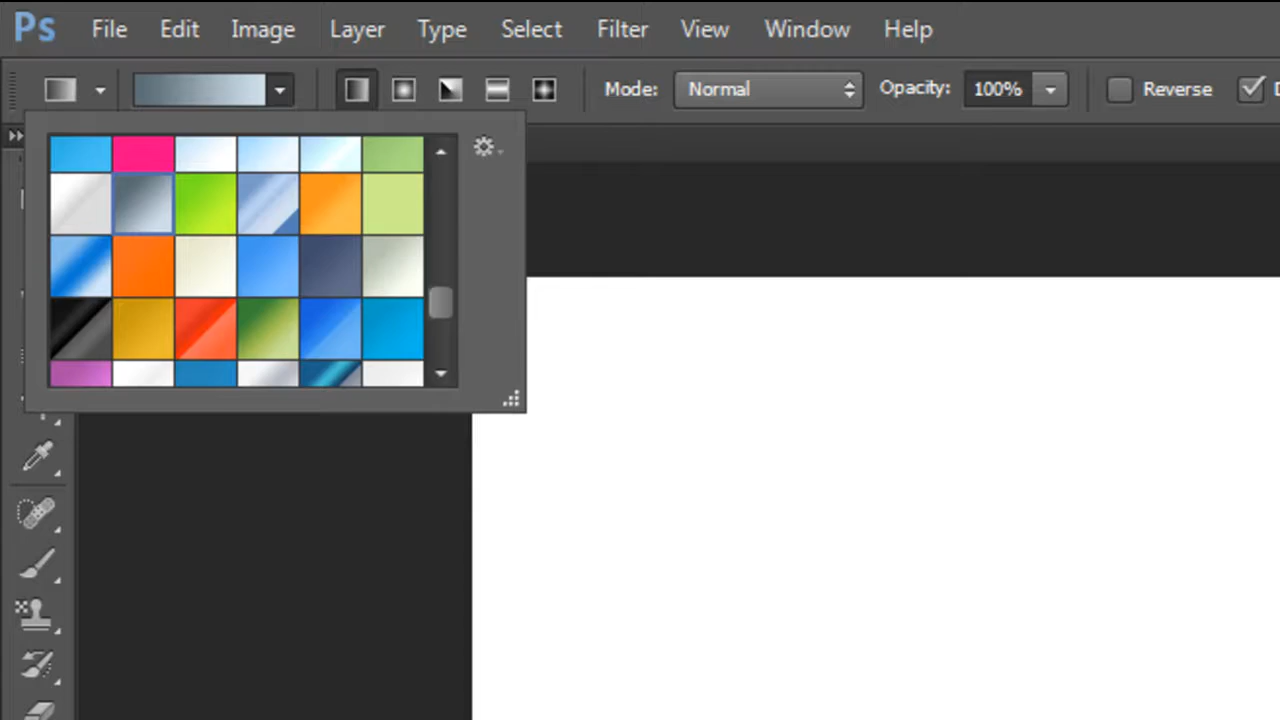 Ps File Edit Image Layer Type Select Filter View Window Help
Mode: Normal Opacity: 100% Reverse